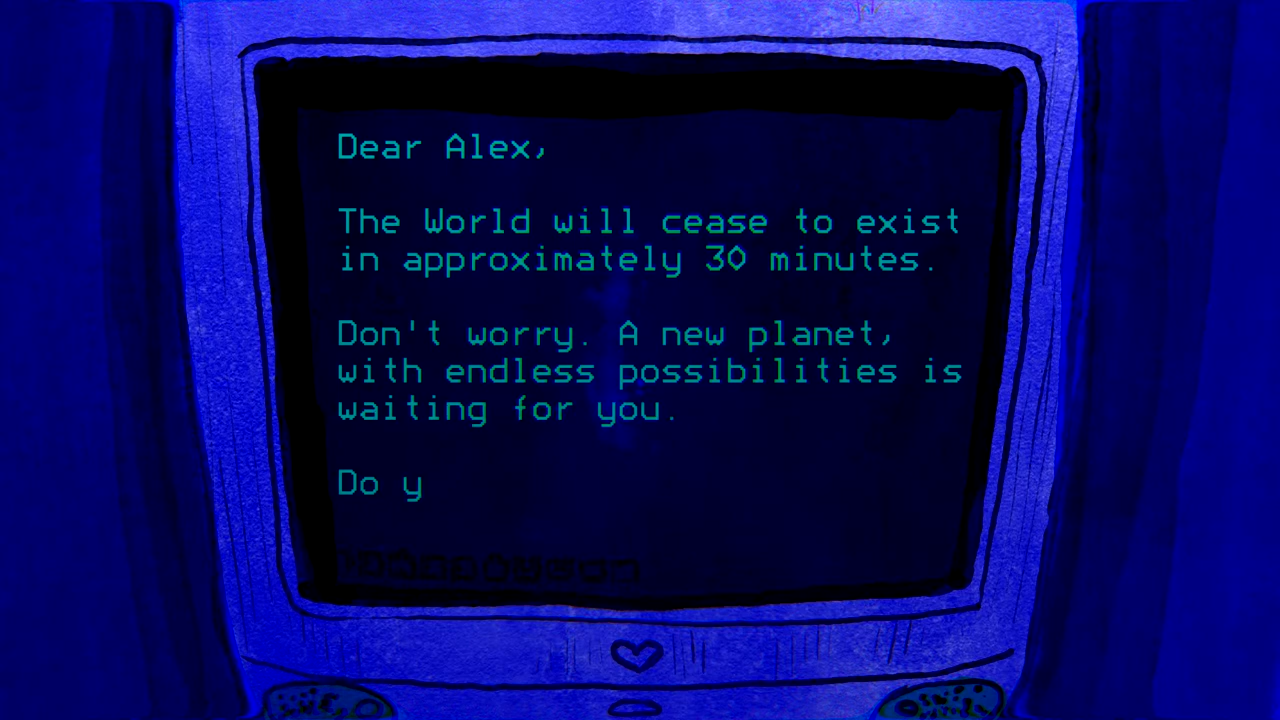 Dear Alex,
The World will cease to exist
in approximately 30 minutes.
Don't worry. A new planet,
with endless possibilities is
waiting for you.
Do y